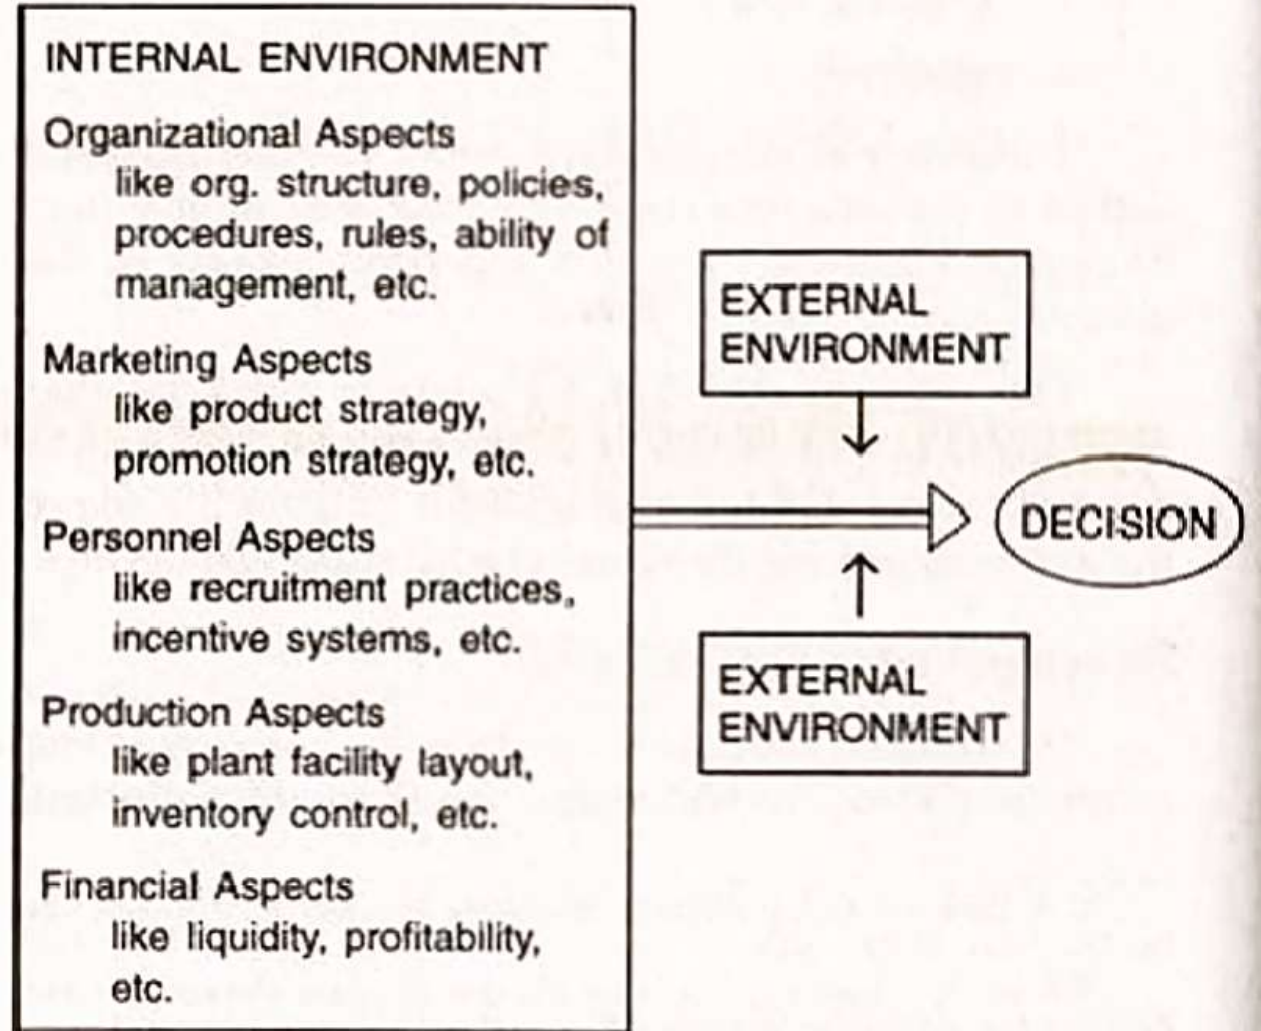 INTERNAL ENVIRONMENT
Organizational Aspects
like org. structure, policies,
procedures, rules, ability of
management, etc.
Marketing Aspects
like product strategy,
promotion strategy, etc.
Personnel Aspects
like recruitment practices,
incentive systems, etc.
Production Aspects
like plant facility layout,
inventory control, etc.
Financial Aspects
like liquidity, profitability,
etc.
EXTERNAL
ENVIRONMENT
DECISION
EXTERNAL
ENVIRONMENT